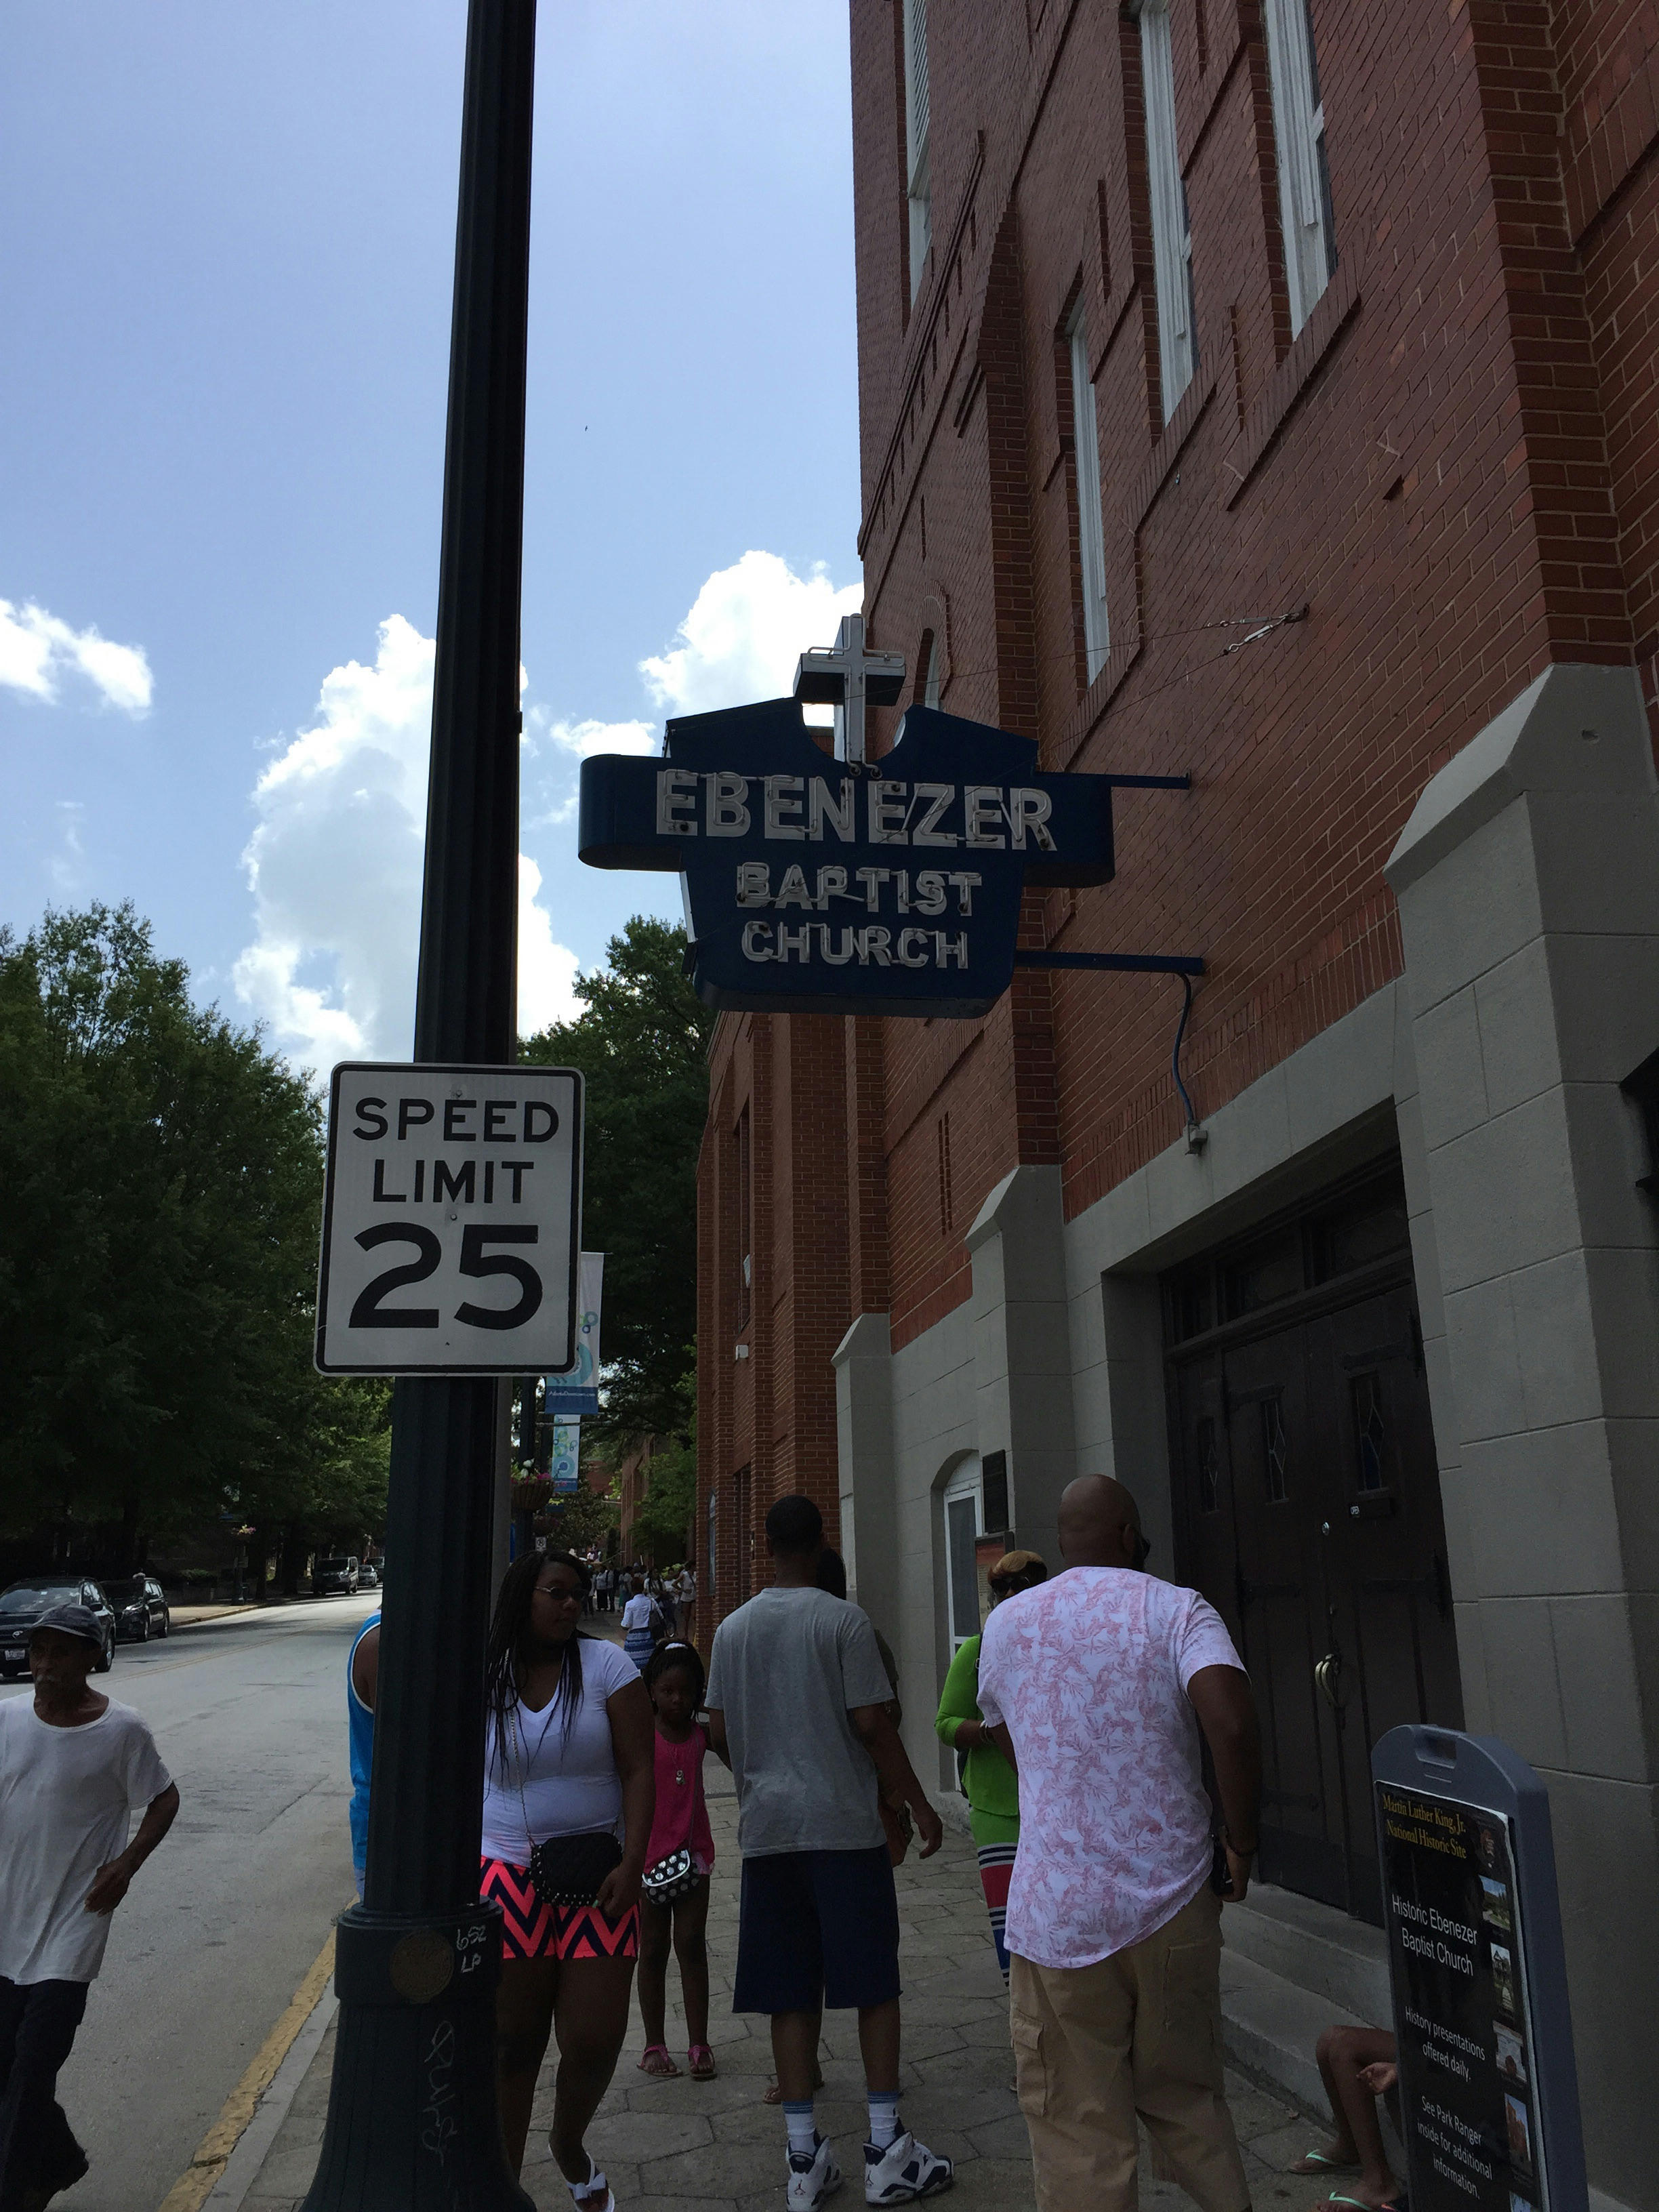 EBENEZER
BAPTIST
CHURCH
SPEED
LIMIT
25
Martin Luther King, Jr.
National Historic Site
Historic Ebenezer
Baptist Church
History presentations
offered daily.
See Park Ranger
inside for additional
information.